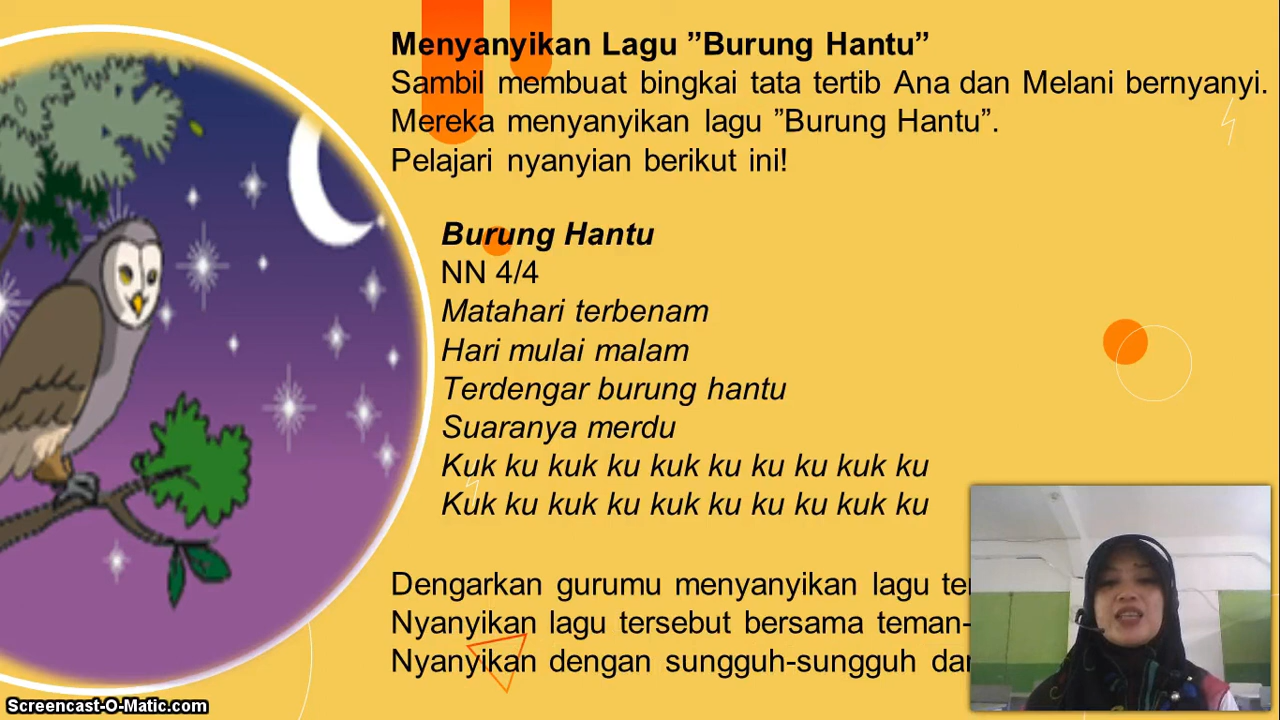 Menyanyikan Lagu ”Burung Hantu”
Sambil membuat bingkai tata tertib Ana dan Melani bernyanyi.
Mereka menyanyikan lagu ”Burung Hantu”.
Pelajari nyanyian berikut ini!
Burung Hantu
NN 4/4
Matahari terbenam
Hari mulai malam
Terdengar burung hantu
Suaranya merdu
Kuk ku kuk ku kuk ku ku ku kuk ku
Kuk ku kuk ku kuk ku ku ku kuk ku
Dengarkan gurumu menyanyikan lagu
Nyanyikan lagu tersebut bersama teman-
Nyanyikan dengan sungguh-sungguh
Screencast-O-Matic.com